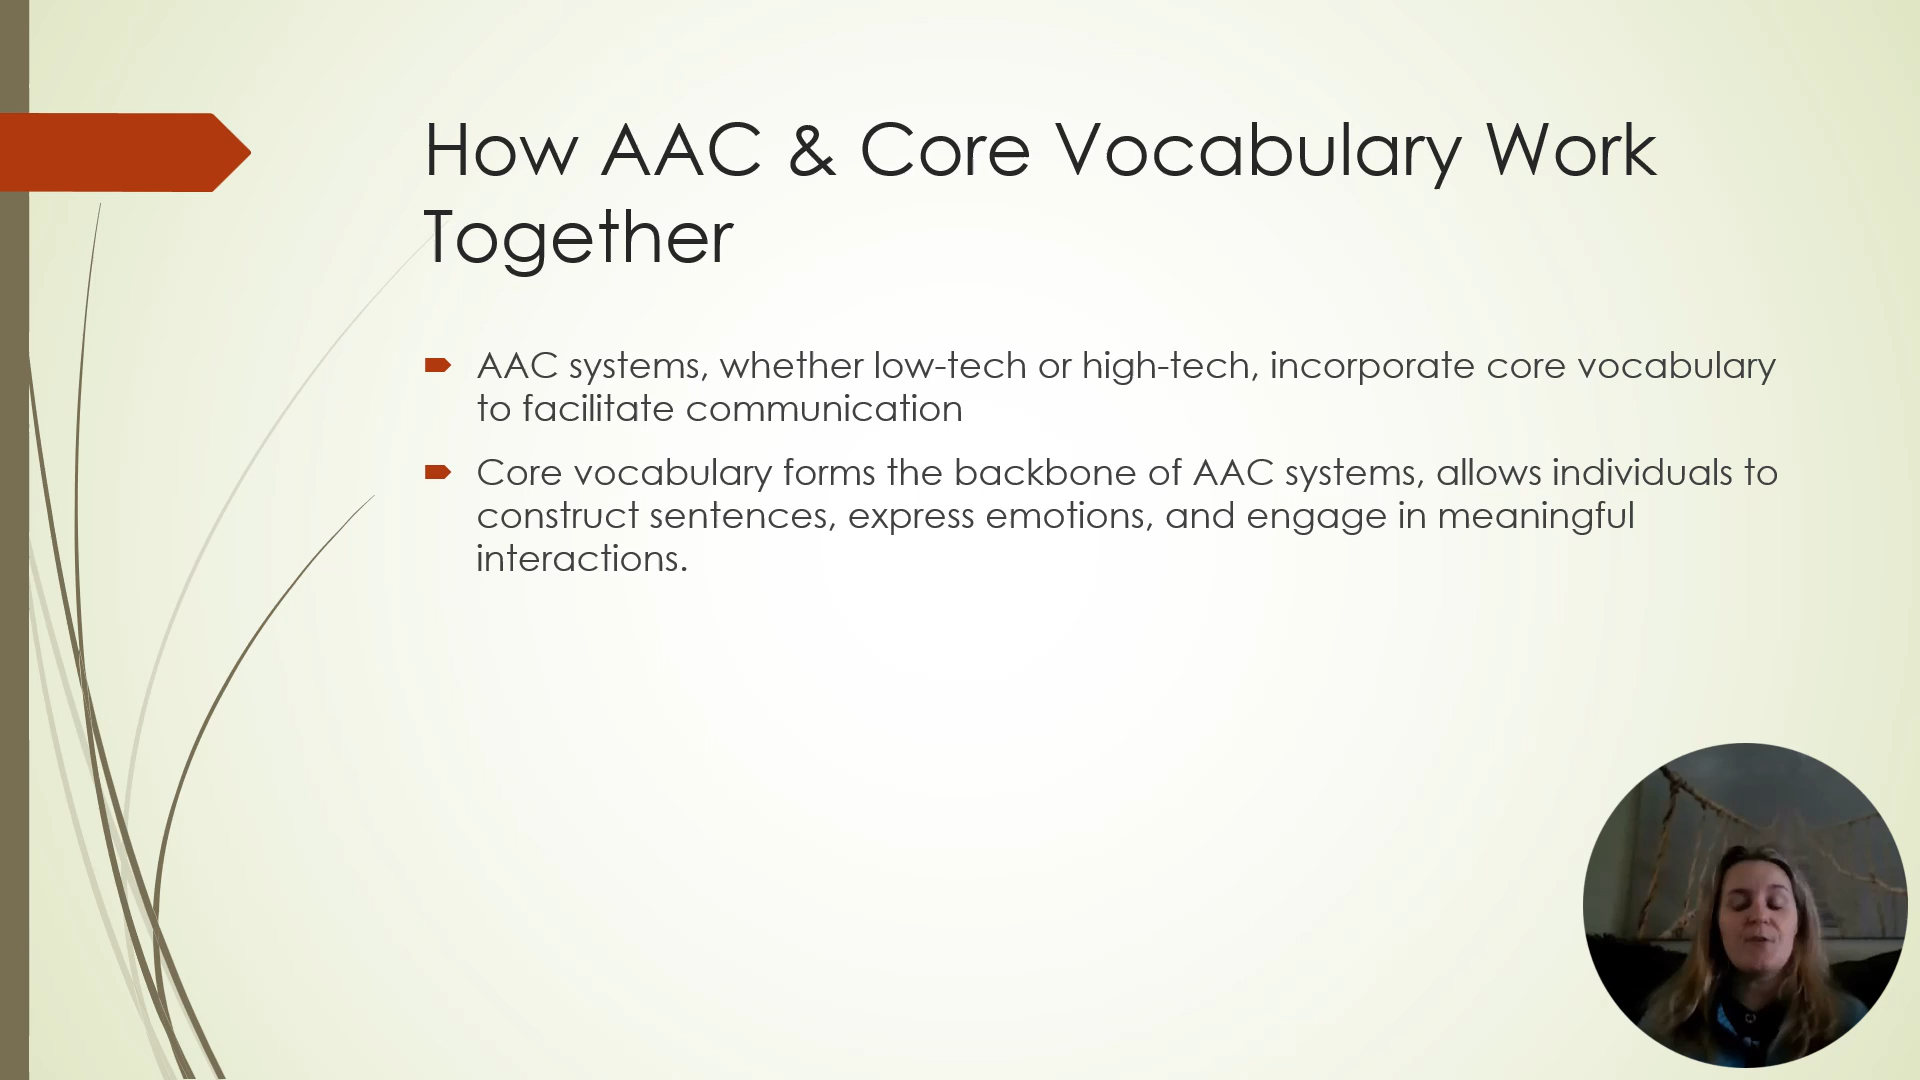 How AAC & Core Vocabulary Work
Together
AAC systems, whether low-tech or high-tech, incorporate core vocabulary
to facilitate communication
Core vocabulary forms the backbone of AAC systems, allows individuals to
construct sentences, express emotions, and engage in meaningful
interactions.